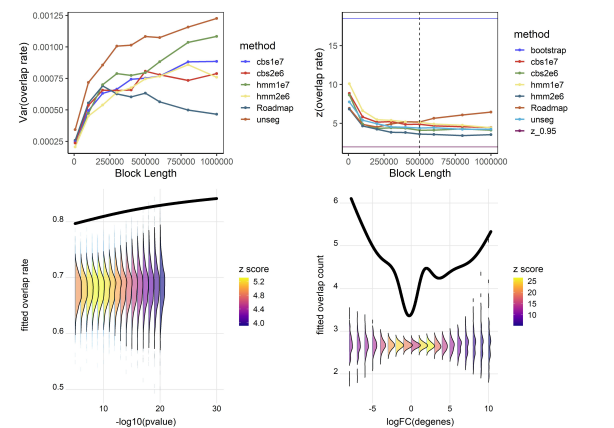 Var(overlap rate)
0.00125
0.00100
0.00075
0.00050
0.00025
0
250000
500000
750000
1000000
Block Length
method
cbs1e7
cbs2e6
hmm1e7
hmm2e6
Roadmap
unseg
z(overlap rate)
15
10
5
0
250000
500000
750000
1000000
Block Length
method
bootstrap
cbs1e7
cbs2e6
hmm1e7
hmm2e6
Roadmap
unseg
z_0.95
fitted overlap rate
0.8
0.7
0.6
0.5
10
20
30
-log10(pvalue)
z score
5.2
4.8
4.4
4.0
fitted overlap count
6
5
4
3
2
-5
0
5
10
logFC(degenes)
z score
25
20
15
10